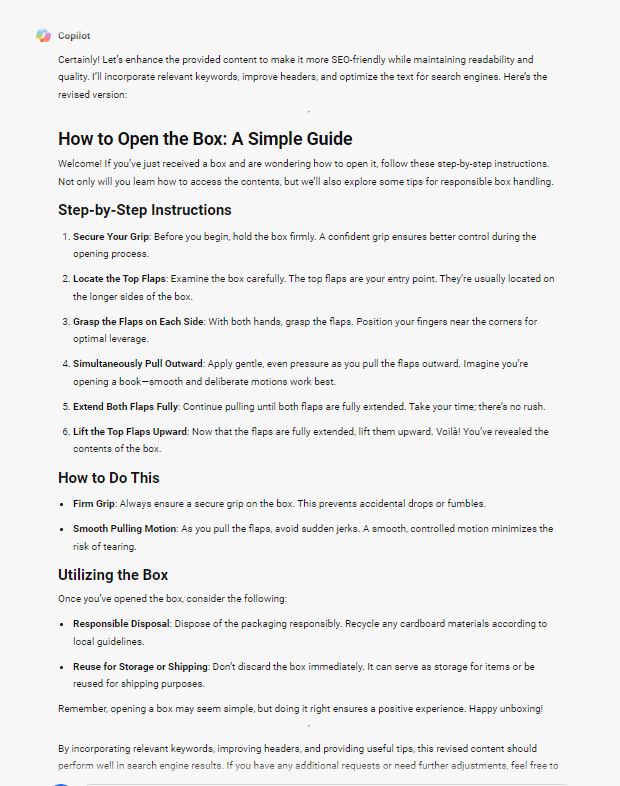 Copilot
Certainly! Let's enhance the provided content to make it more SEO-friendly while maintaining readability and
quality. I'll incorporate relevant keywords, improve headers, and optimize the text for search engines. Here's the
revised version:
How to Open the Box: A Simple Guide
Welcome! If you've just received a box and are wondering how to open it, follow these step-by-step instructions.
Not only will you learn how to access the contents, but we'll also explore some tips for responsible box handling.
Step-by-Step Instructions
1. Secure Your Grip: Before you begin, hold the box firmly. A confident grip ensures better control during the
opening process.
2. Locate the Top Flaps: Examine the box carefully. The top flaps are your entry point. They're usually located on
the longer sides of the box.
3. Grasp the Flaps on Each Side: With both hands, grasp the flaps. Position your fingers near the corners for
optimal leverage.
4. Simultaneously Pull Outward: Apply gentle, even pressure as you pull the flaps outward. Imagine you're
opening a book—smooth and deliberate motions work best.
5. Extend Both Flaps Fully: Continue pulling until both flaps are fully extended. Take your time; there's no rush.
6. Lift the Top Flaps Upward: Now that the flaps are fully extended, lift them upward. Voilà! You've revealed the
contents of the box.
How to Do This
• Firm Grip: Always ensure a secure grip on the box. This prevents accidental drops or fumbles.
• Smooth Pulling Motion: As you pull the flaps, avoid sudden jerks. A smooth, controlled motion minimizes the
risk of tearing.
Utilizing the Box
Once you've opened the box, consider the following:
• Responsible Disposal: Dispose of the packaging responsibly. Recycle any cardboard materials according to
local guidelines.
• Reuse for Storage or Shipping: Don't discard the box immediately. It can serve as storage for items or be
reused for shipping purposes.
Remember, opening a box may seem simple, but doing it right ensures a positive experience. Happy unboxing!
By incorporating relevant keywords, improving headers, and providing useful tips, this revised content should
perform well in search engine results. If you have any additional requests or need further adjustments, feel free to